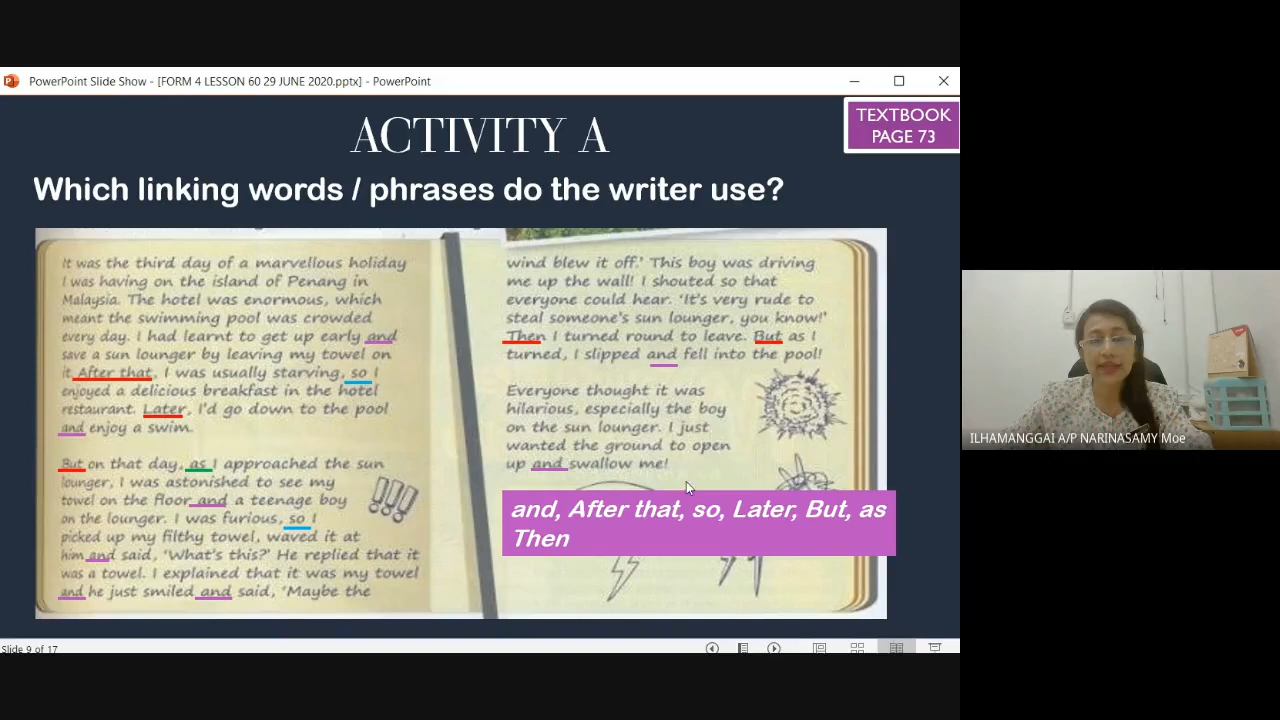 PowerPoint Slide Show - [FORM 4 LESSON 60 29 JUNE 2020.pptx] - PowerPoint
ACTIVITY A
TEXTBOOK
PAGE 73
Which linking words / phrases do the writer use?
It was the third day of a marvellous holiday
I was having on the island of Penang in
Malaysia. The hotel was enormous, which
meant the swimming pool was crowded
every day. I had learnt to get up early and
save a sun lounger by leaving my towel on
it. After that, I was usually starving, so I
enjoyed a delicious breakfast in the hotel
restaurant. Later, I'd go down to the pool
and enjoy a swim.
But on that day, as I approached the sun
lounger, I was astonished to see my
towel on the floor and a teenage boy
on the lounger. I was furious, so I
picked up my filthy towel, waved it at
him and said, 'What's this?' He replied that it
was a towel. I explained that it was my towel
and he just smiled and said, 'Maybe the
wind blew it off.' This boy was driving
me up the wall! I shouted so that
everyone could hear. 'It's very rude to
steal someone's sun lounger, you know!'
Then I turned round to leave. But as I
turned, I slipped and fell into the pool!
Everyone thought it was
hilarious, especially the boy
on the sun lounger. I just
wanted the ground to open
up and swallow me!
and, After that, so, Later, But, as
Then
Slide 9 of 17
ILHAMANGGAI A/P NARINASAMY Moe